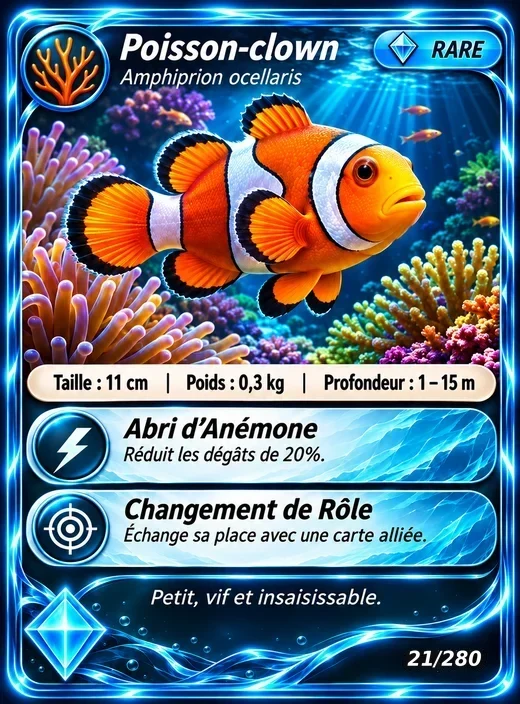 Poisson-clown
RARE
Amphiprion ocellaris
Taille : 11 cm | Poids : 0,3 kg | Profondeur : 1 – 15 m
Abri d'Anémone
Réduit les dégâts de 20%.
Changement de Rôle
Échange sa place avec une carte alliée.
Petit, vif et insaisissable.
21/280